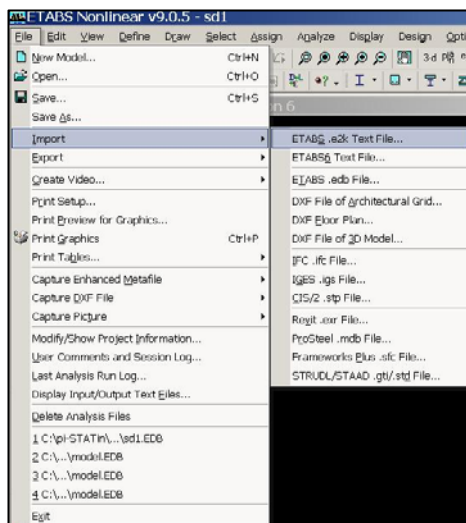 ETABS Nonlinear v9.0.5 - sd1
File Edit View Define Draw Select Assign Analyze Display Design
New Model... Ctrl+N
Open... Ctrl+O
Save... Ctrl+S
Save As...
Import
Export
Create Video...
Print Setup...
Print Preview for Graphics...
Print Graphics Ctrl+P
Print Tables...
Capture Enhanced Metafile
Capture DXF File
Capture Picture
Modify/Show Project Information...
User Comments and Session Log...
Last Analysis Run Log...
Display Input/Output Text Files...
Delete Analysis Files
1 C:\pi-STATin\...\sd1.EDB
2 C:\...\model.EDB
3 C:\...\model.EDB
4 C:\...\model.EDB
Exit
3-d
6
ETABS .e2k Text File...
ETABS6 Text File...
ETABS .edb File...
DXF File of Architectural Grid...
DXF Floor Plan...
DXF File of 3D Model...
IFC .ifc File...
IGES .igs File...
CIS/2 .stp File...
Revit .exr File...
ProSteel .mdb File...
Frameworks Plus .sfc File...
STRUDL/STAAD .gti/.std File...